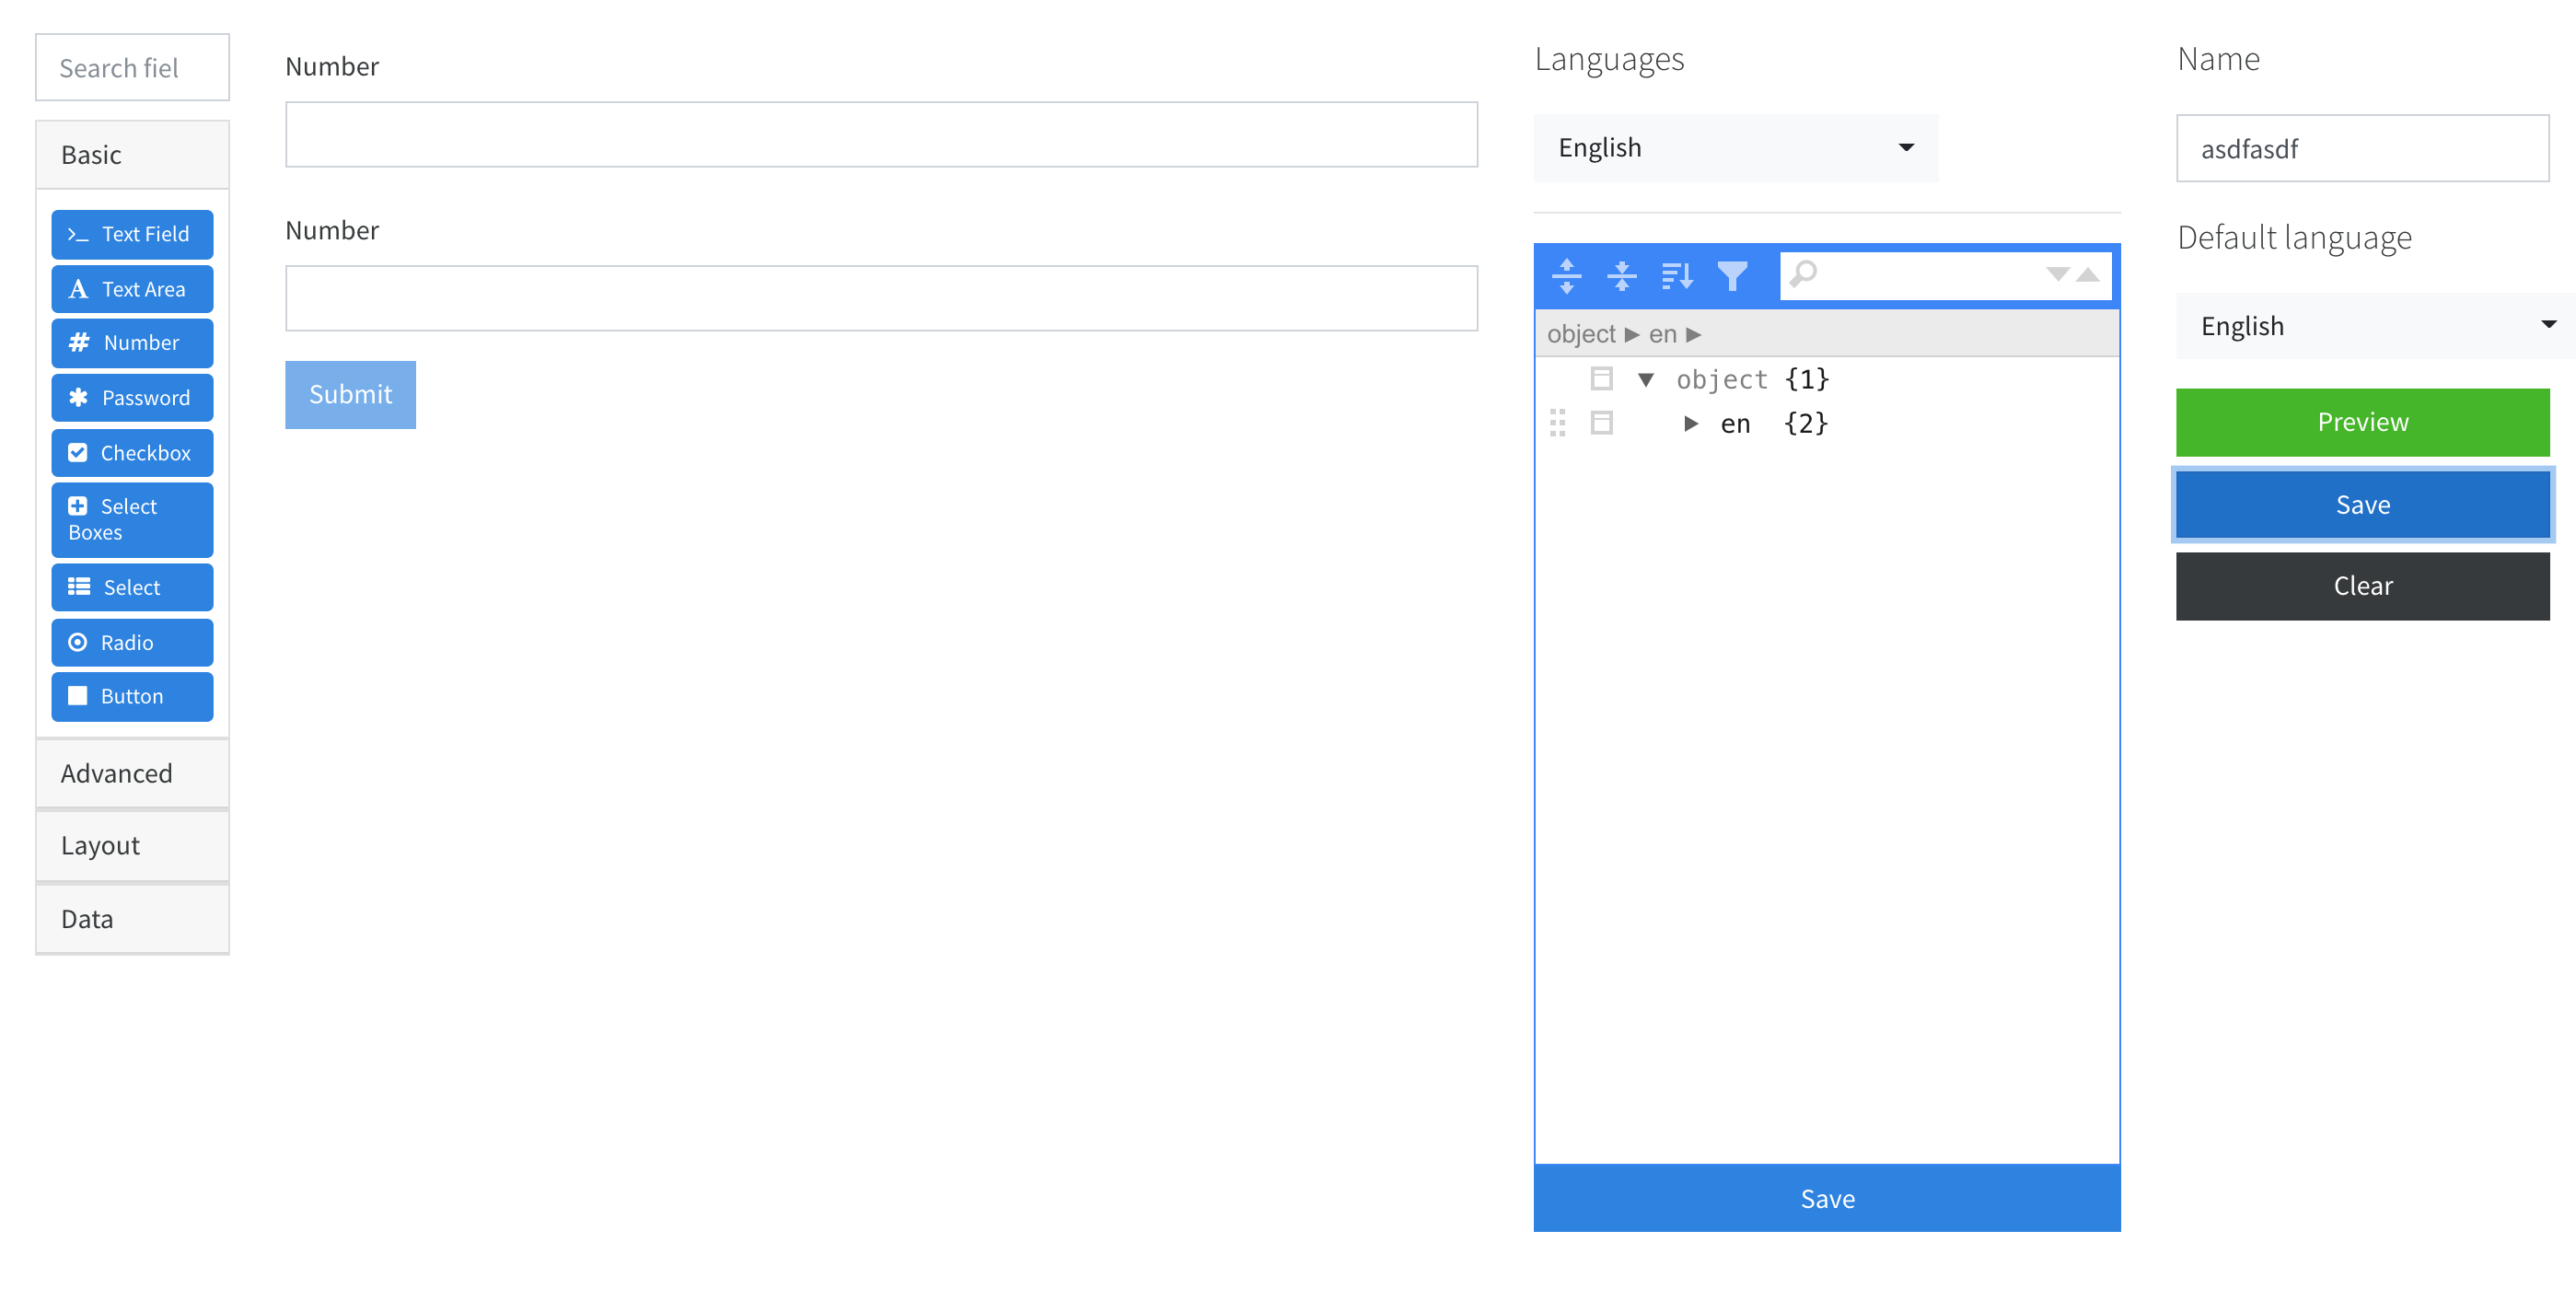 Search fiel
Basic
Text Field
Text Area
Number
Password
Checkbox
Select
Boxes
Select
Radio
Button
Advanced
Layout
Data
Number
Number
Submit
Languages
English
object ▶ en ▶
object {1}
en {2}
Save
Name
asdfasdf
Default language
English
Preview
Save
Clear